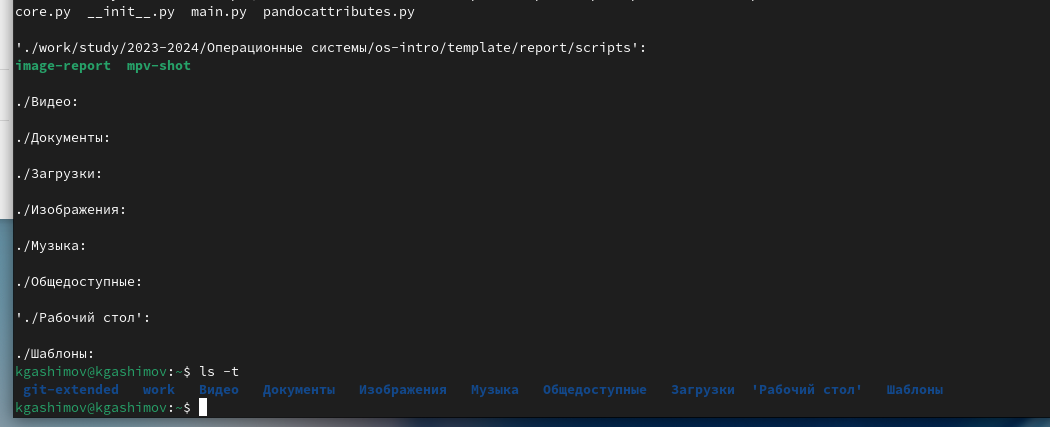 core.py  __init__.py  main.py  pandocattributes.py
'./work/study/2023-2024/Операционные системы/os-intro/template/report/scripts':
image-report  mpv-shot
./Видео:
./Документы:
./Загрузки:
./Изображения:
./Музыка:
./Общедоступные:
'./Рабочий стол':
./Шаблоны:
kgashimov@kgashimov:~$ ls -t
git-extended   work   Видео   Документы   Изображения   Музыка   Общедоступные   Загрузки  'Рабочий стол'   Шаблоны
kgashimov@kgashimov:~$